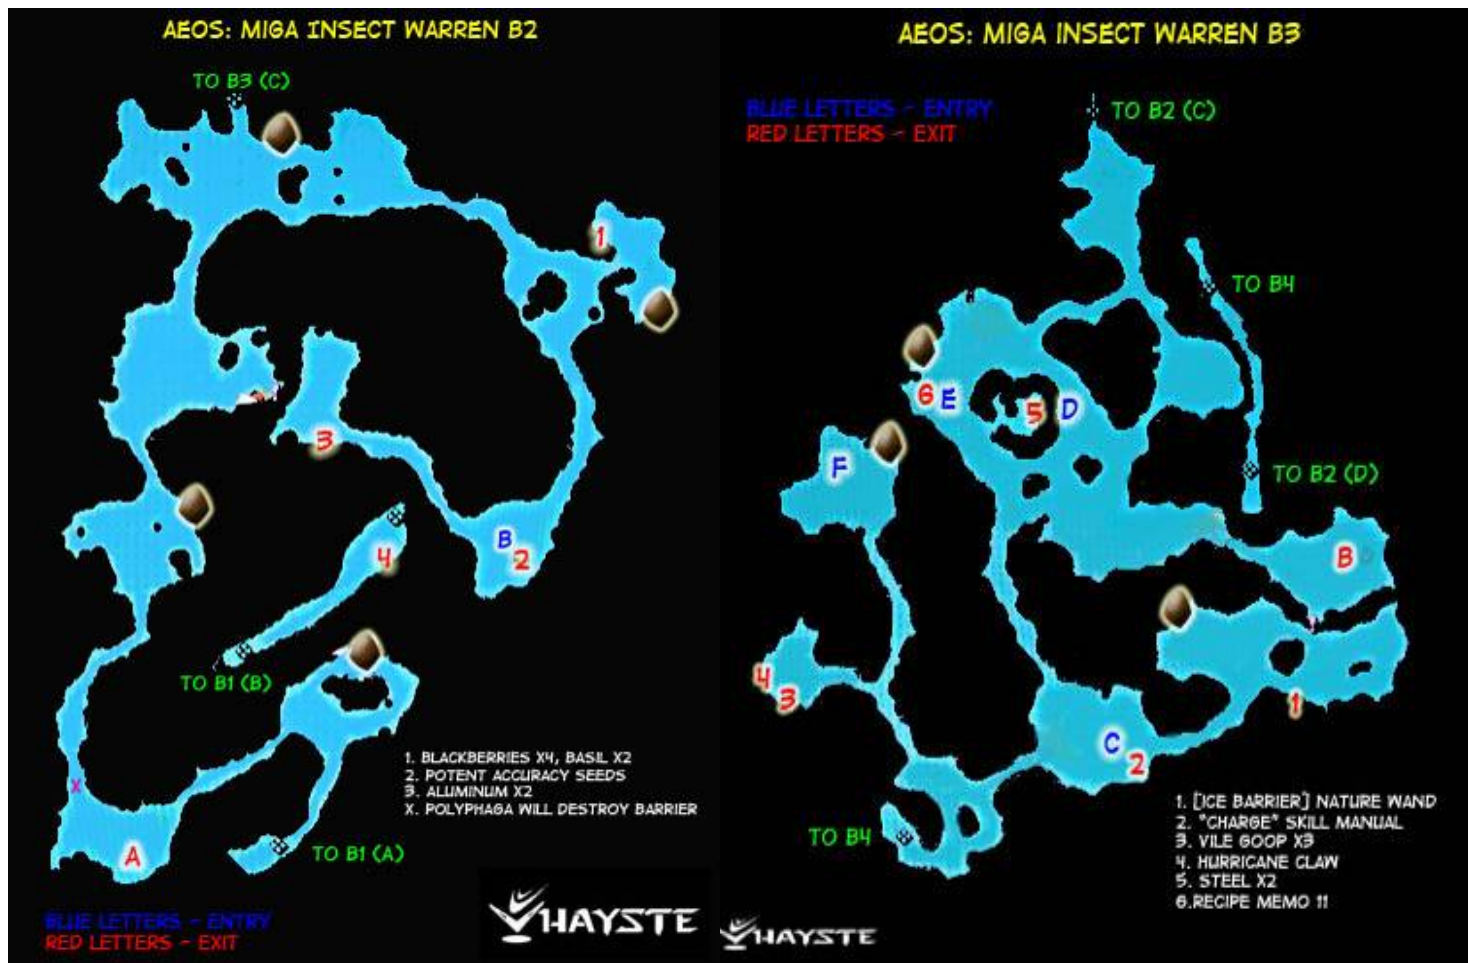 AEOS: MIGA INSECT WARREN B2
TO B3 (C)
1
3
B
2
4
TO B1 (B)
1. BLACKBERRIES X4, BASIL X2
2. POTENT ACCURACY SEEDS
3. ALUMINUM X2
X. POLYPHAGA WILL DESTROY BARRIER
X
A
TO B1 (A)
BLUE LETTERS - ENTRY
RED LETTERS - EXIT
HAYSTE
AEOS: MIGA INSECT WARREN B3
BLUE LETTERS - ENTRY
RED LETTERS - EXIT
TO B2 (C)
TO B4
6 E
5 D
F
TO B2 (D)
B
4
3
1
C
2
TO B4
1. [ICE BARRIER] NATURE WAND
2. "CHARGE" SKILL MANUAL
3. VILE GOOP X3
4. HURRICANE CLAW
5. STEEL X2
6.RECIPE MEMO 11
HAYSTE